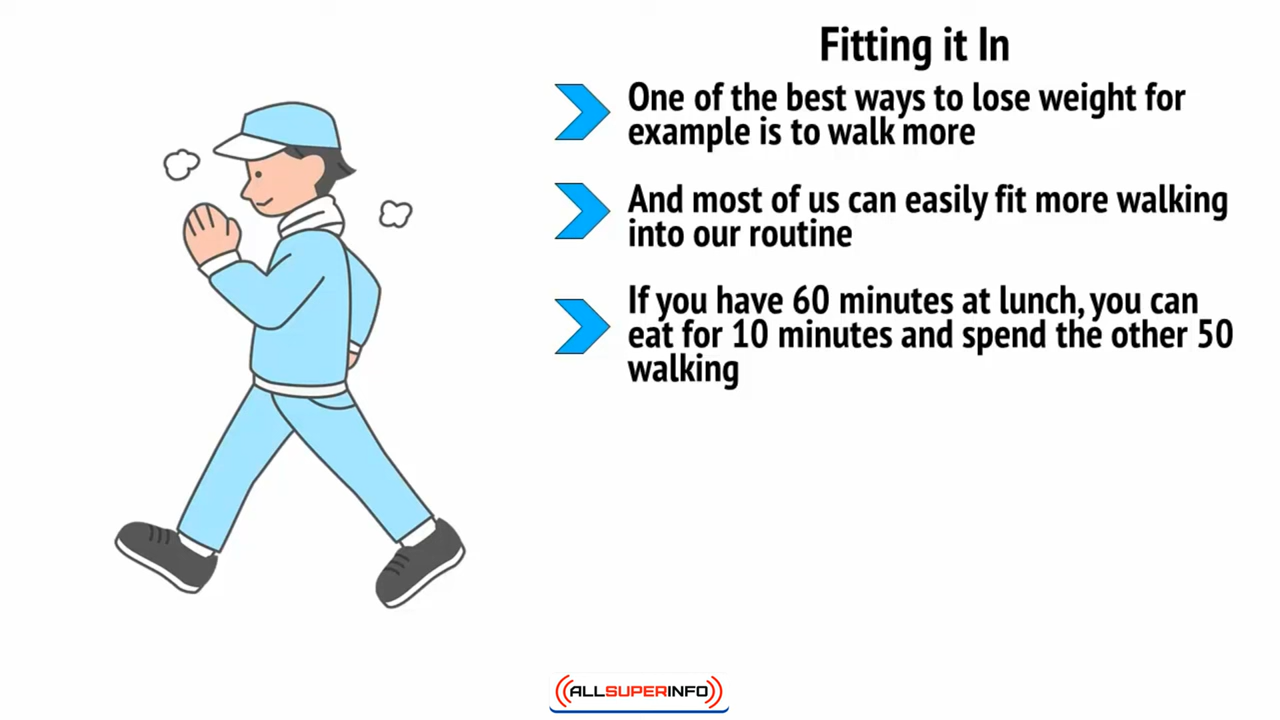 Fitting it In
One of the best ways to lose weight for
example is to walk more
And most of us can easily fit more walking
into our routine
If you have 60 minutes at lunch, you can
eat for 10 minutes and spend the other 50
walking
ALLSUPERINFO